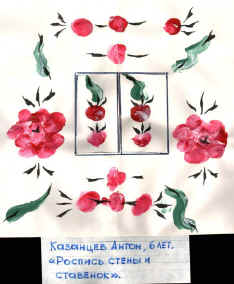 Казанцев Антон, 6 лет.
«Роспись стены и
ставенок».